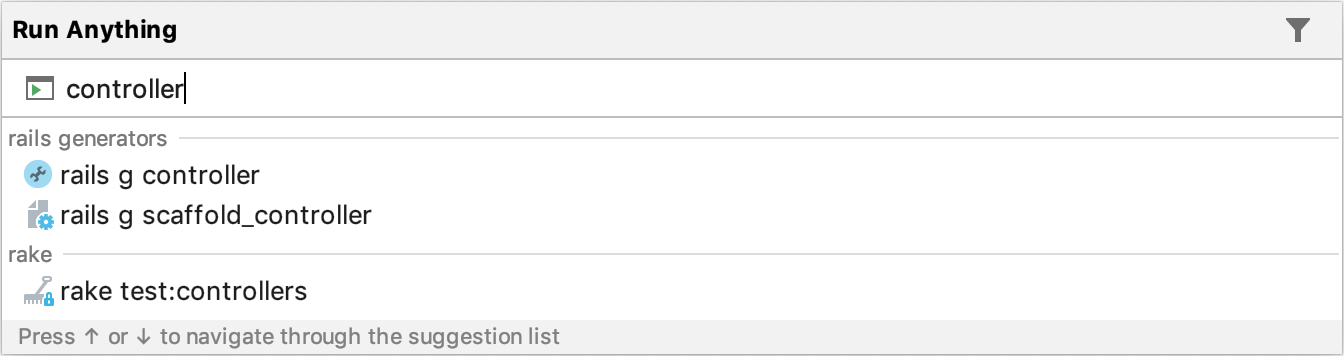 Run Anything
controller
rails generators
rails g controller
rails g scaffold_controller
rake
rake test:controllers
Press ↑ or ↓ to navigate through the suggestion list